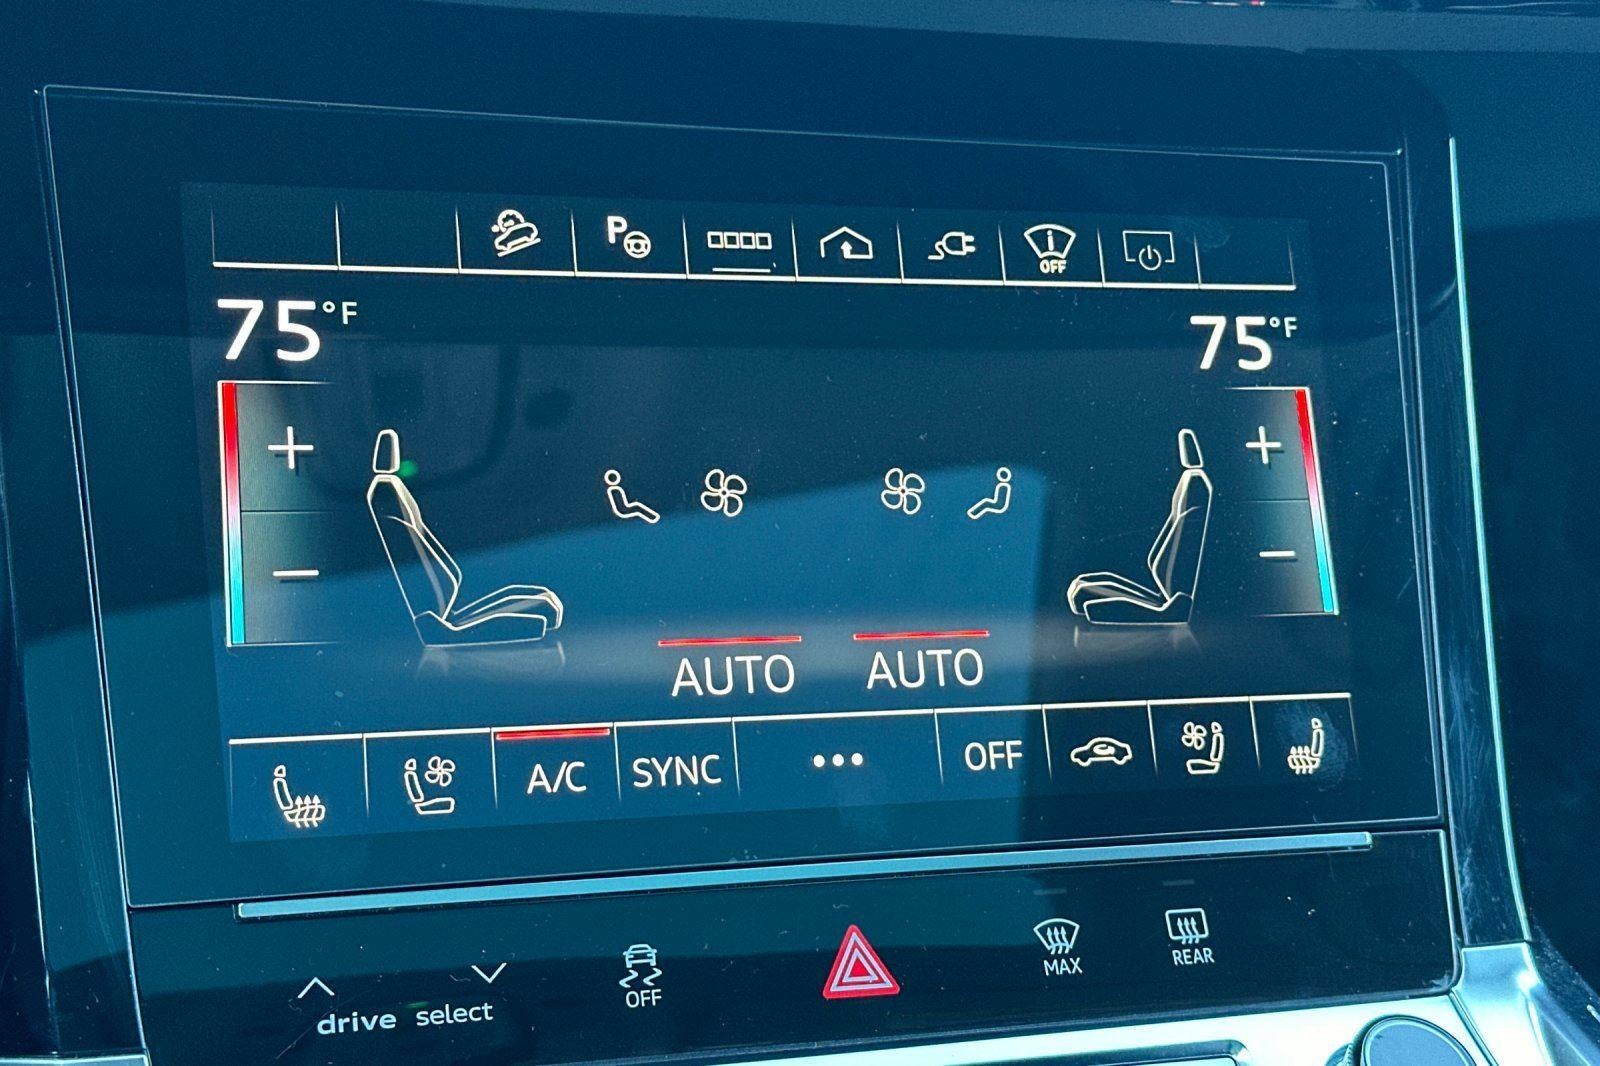 P
OFF
75°F
75°F
AUTO
AUTO
A/C
SYNC
•••
OFF
drive select
OFF
MAX
REAR